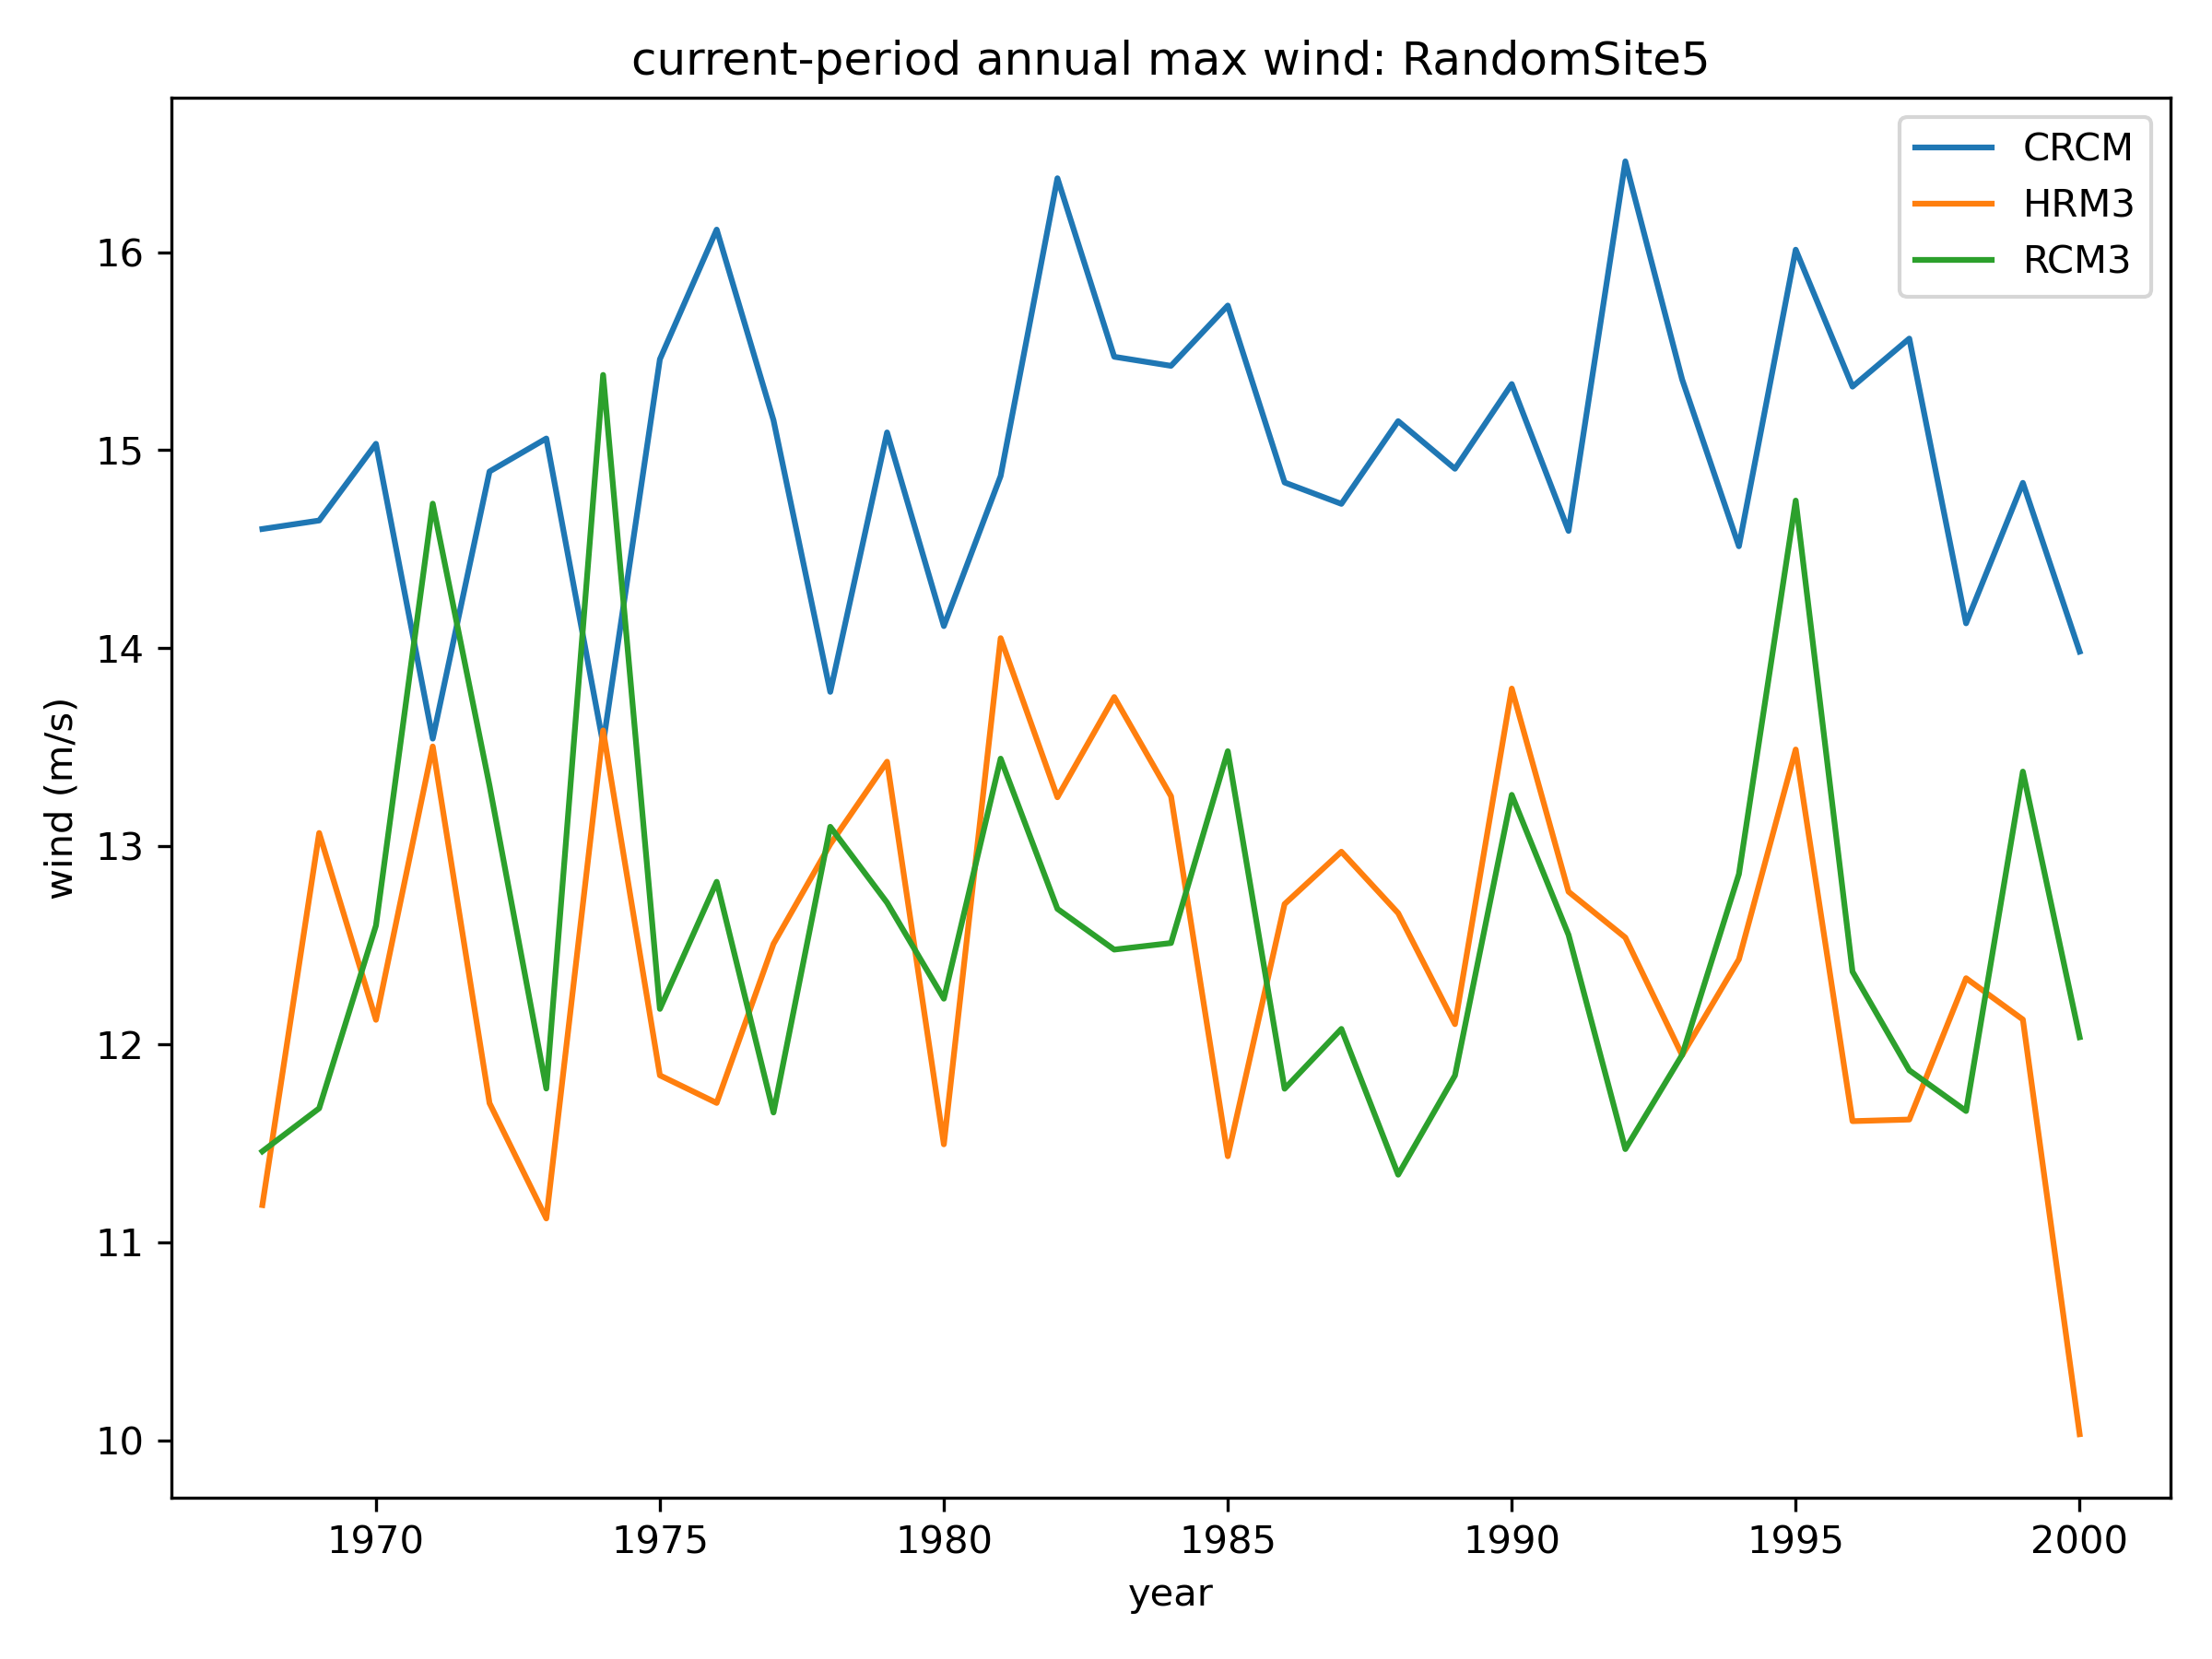 current-period annual max wind: RandomSite5
CRCM
HRM3
RCM3
16
15
14
13
12
11
10
wind (m/s)
1970 1975 1980 1985 1990 1995 2000
year